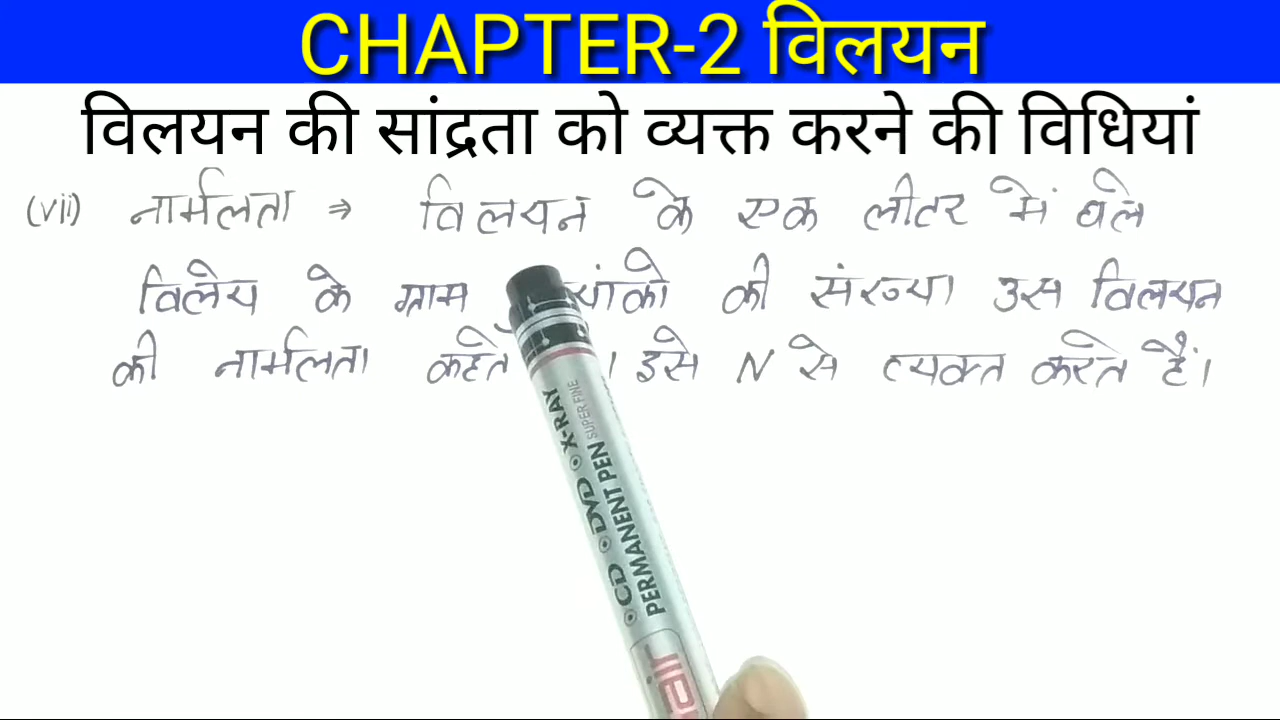 CHAPTER-2 विलयन
विलयन की सांद्रता को व्यक्त करने की विधियां
(vii) नार्मलता ⇒ विलयन के एक लीटर में घुले
विलेय के ग्राम की संख्या उस विलयन
की नार्मलता कहते । इसे N से व्यक्त करते हैं।
CD DVD X-RAY
SUPER FINE
PERMANENT PEN